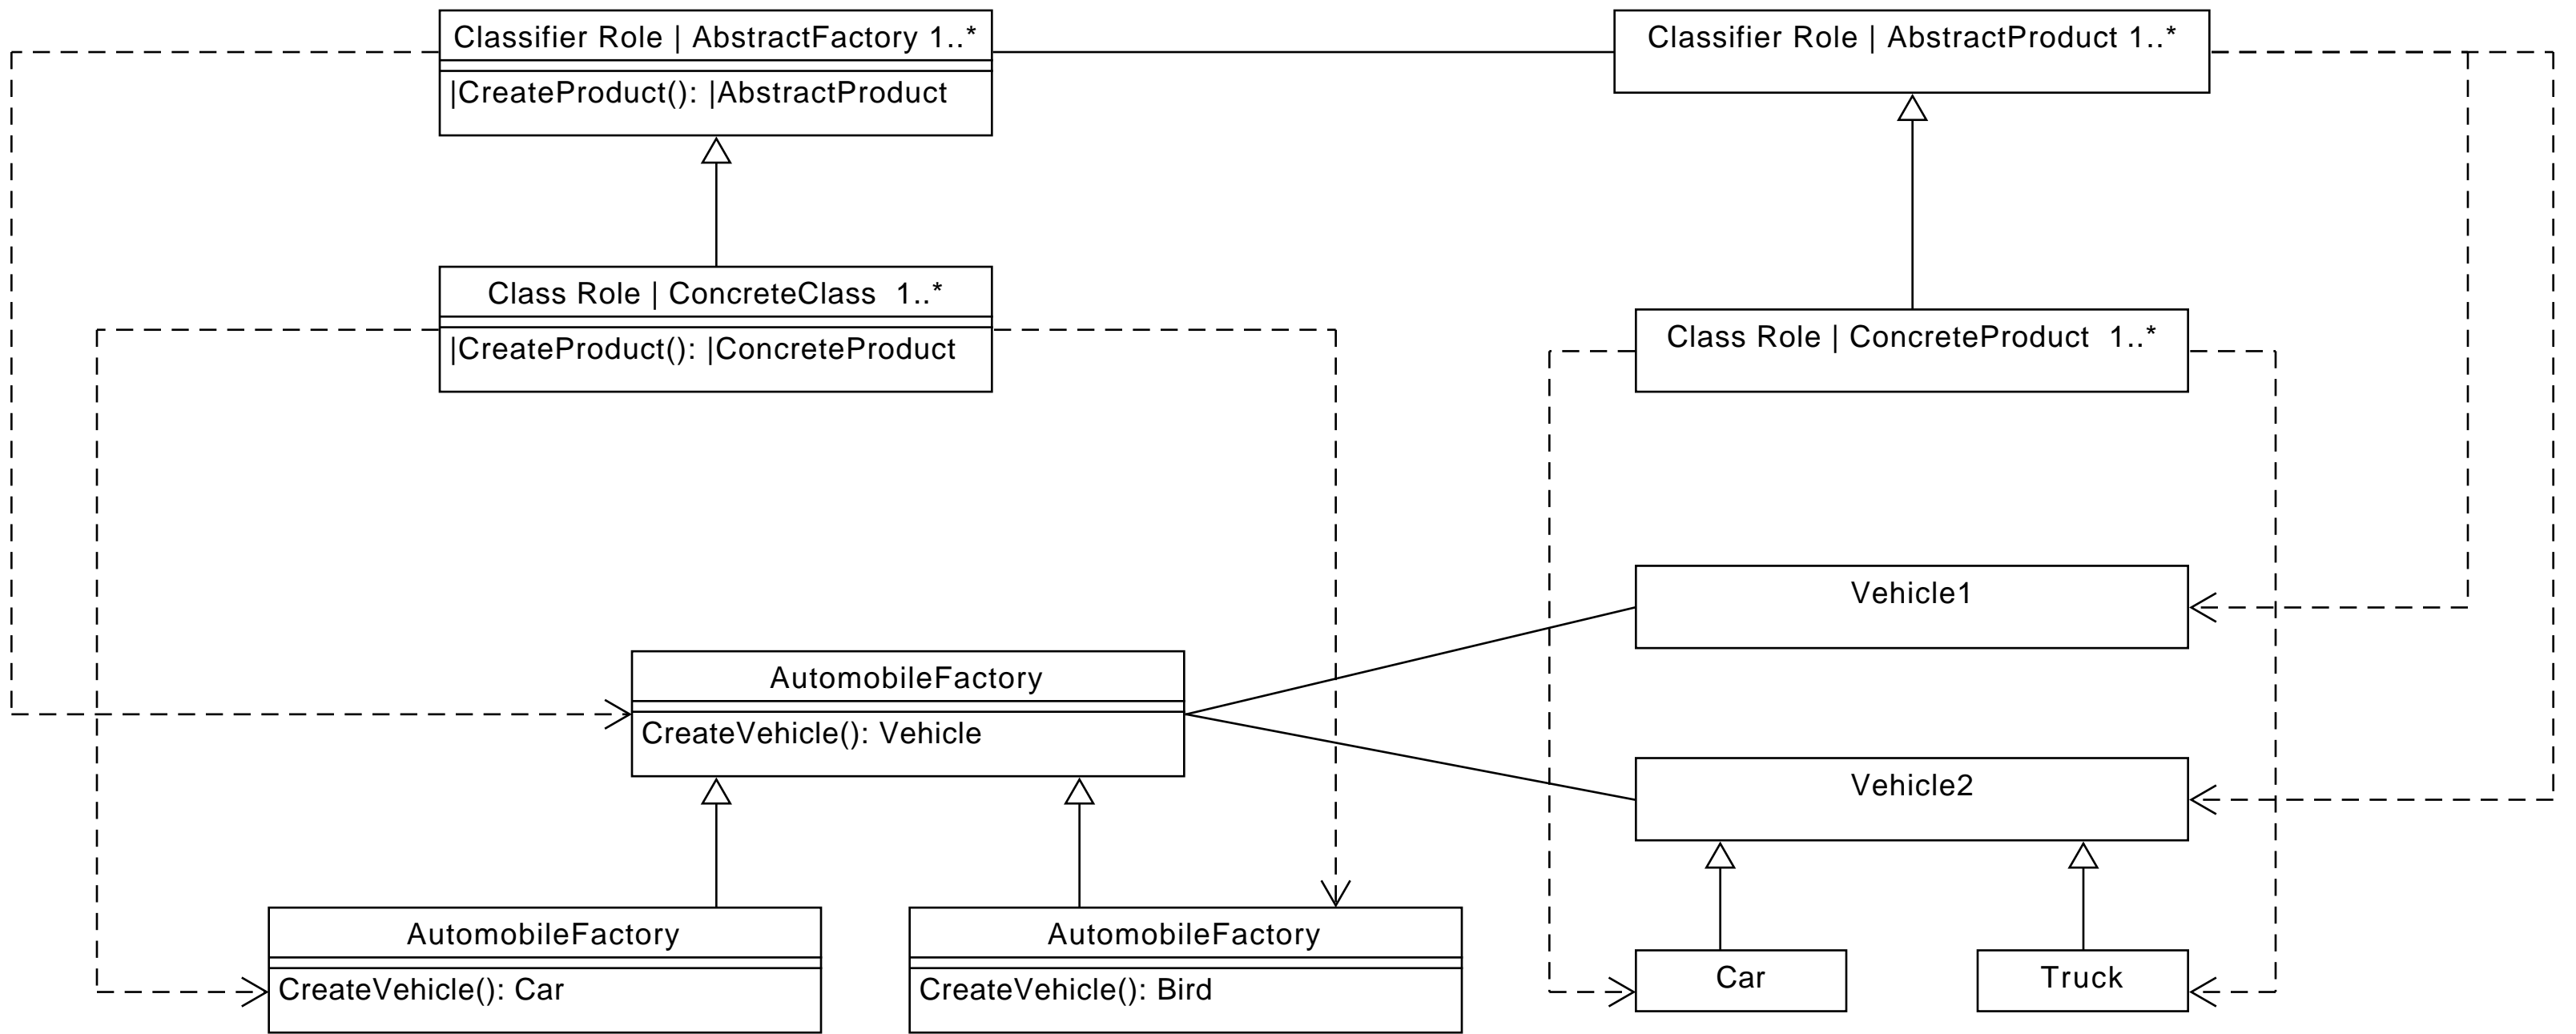 Classifier Role | AbstractFactory 1..*
|CreateProduct(): |AbstractProduct
Classifier Role | AbstractProduct 1..*
Class Role | ConcreteClass  1..*
|CreateProduct(): |ConcreteProduct
Class Role | ConcreteProduct  1..*
Vehicle1
AutomobileFactory
CreateVehicle(): Vehicle
Vehicle2
AutomobileFactory
CreateVehicle(): Car
AutomobileFactory
CreateVehicle(): Bird
Car
Truck